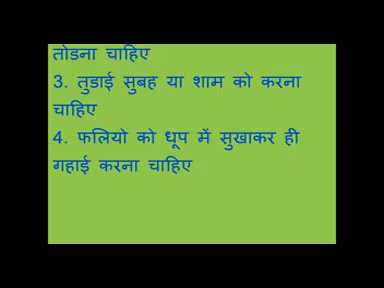 तोडना चाहिए
3. तुडाई सुबह या शाम को करना
चाहिए
4. फलियो को धूप में सुखाकर ही
गहाई करना चाहिए